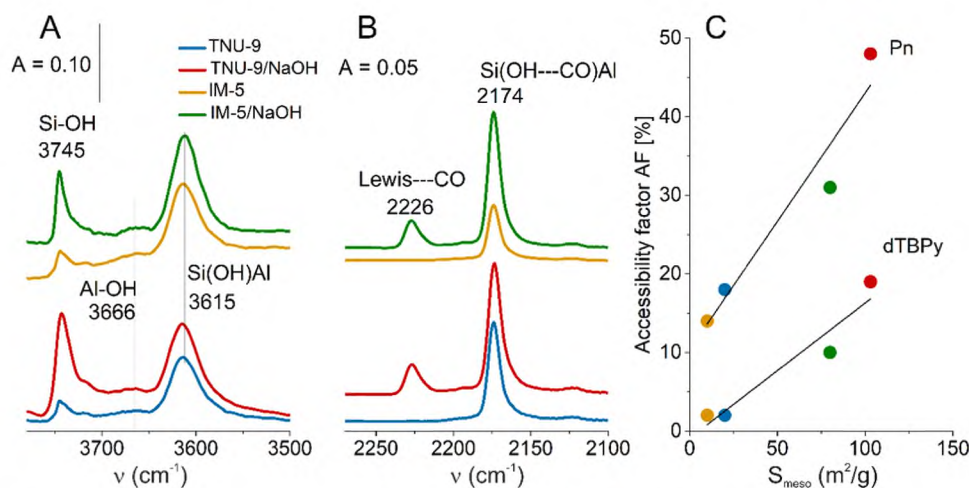 A
A = 0.10
TNU-9
TNU-9/NaOH
IM-5
IM-5/NaOH
Si-OH
3745
Al-OH
3666
Si(OH)Al
3615
3700
3600
3500
ν (cm⁻¹)
B
A = 0.05
Si(OH---CO)Al
2174
Lewis---CO
2226
2250
2200
2150
2100
ν (cm⁻¹)
C
Accessibility factor AF [%]
50
40
30
20
10
0
Pn
dTBPy
0
50
100
150
Smeso (m²/g)